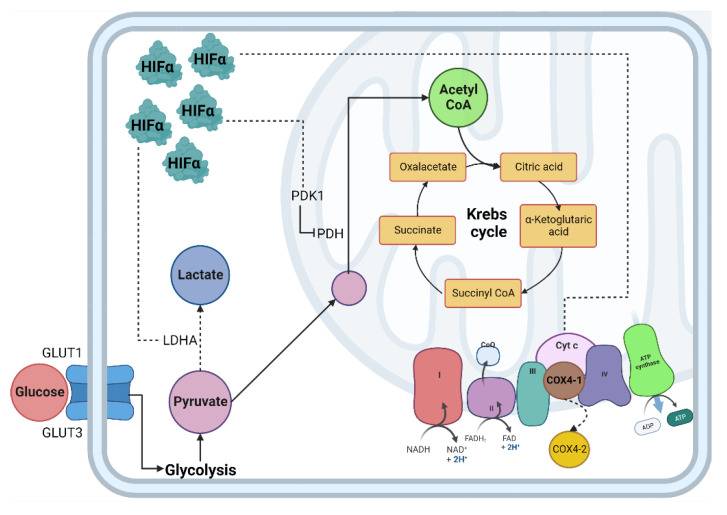 HIFα
HIFα
HIFα
HIFα
HIFα
Acetyl
CoA
Oxalacetate
Citric acid
PDK1
Krebs
cycle
α-Ketoglutaric
acid
Succinate
PDH
Lactate
Succinyl CoA
LDHA
GLUT1
Glucose
GLUT3
Pyruvate
Glycolysis
CoQ
Cyt c
ATP
synthase
I
II
III
COX4-1
IV
NADH
NAD⁺
+ 2H⁺
FADH₂
FAD
+ 2H⁺
COX4-2
ADP
ATP